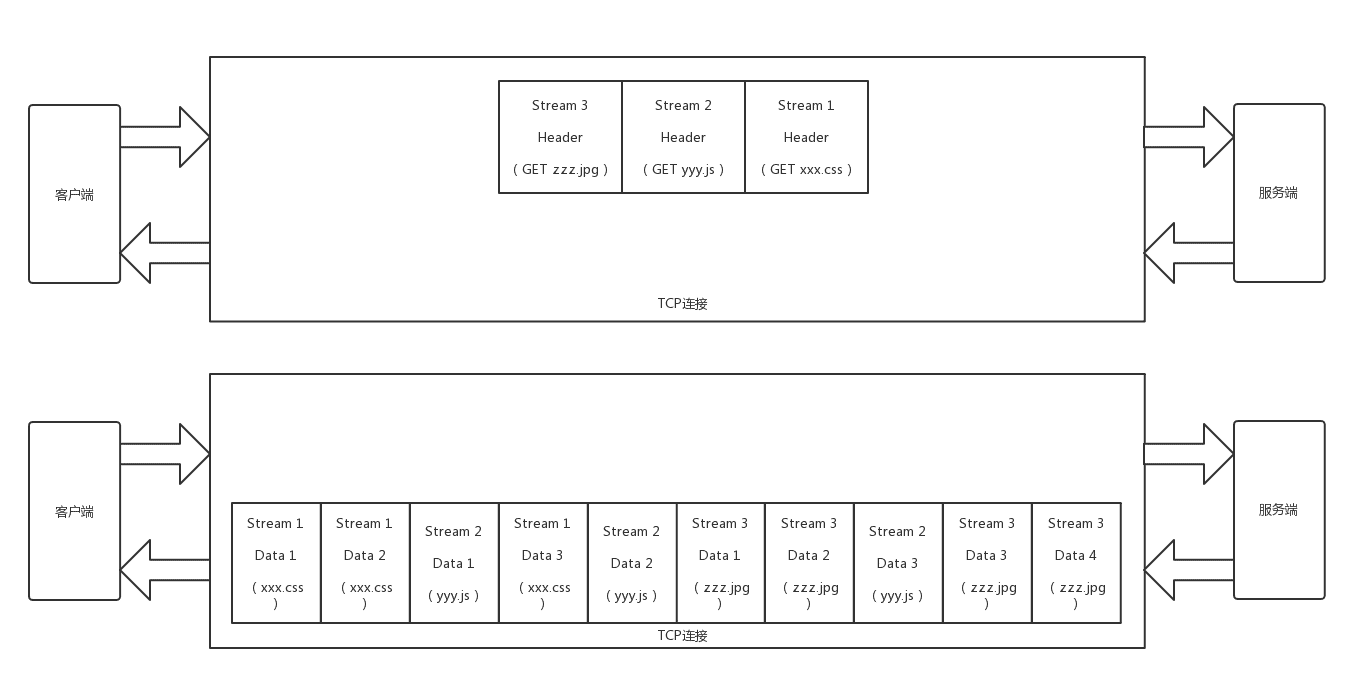 客户端
Stream 3
Header
( GET zzz.jpg )
Stream 2
Header
( GET yyy.js )
Stream 1
Header
( GET xxx.css )
服务端
TCP连接
客户端
Stream 1
Data 1
( xxx.css
)
Stream 1
Data 2
( xxx.css
)
Stream 2
Data 1
( yyy.js )
Stream 1
Data 3
( xxx.css
)
Stream 2
Data 2
( yyy.js )
Stream 3
Data 1
( zzz.jpg
)
Stream 3
Data 2
( zzz.jpg
)
Stream 2
Data 3
( yyy.js )
Stream 3
Data 3
( zzz.jpg
)
Stream 3
Data 4
( zzz.jpg
)
服务端
TCP连接